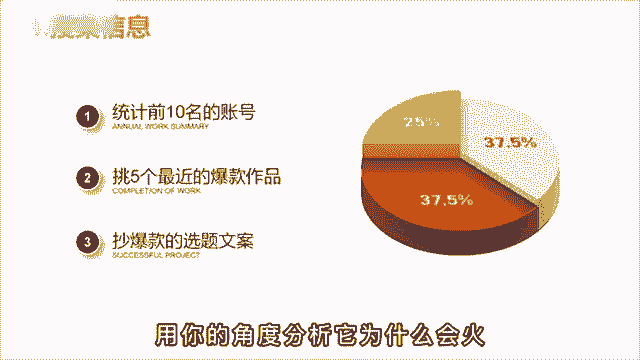 1.搜集信息
1 统计前10名的账号
ANNUAL WORK SUMMARY
2 挑5个最近的爆款作品
COMPLETION OF WORK
3 抄爆款的选题文案
SUCCESSFUL PROJECT
25%
37.5%
37.5%
用你的角度分析它为什么会火